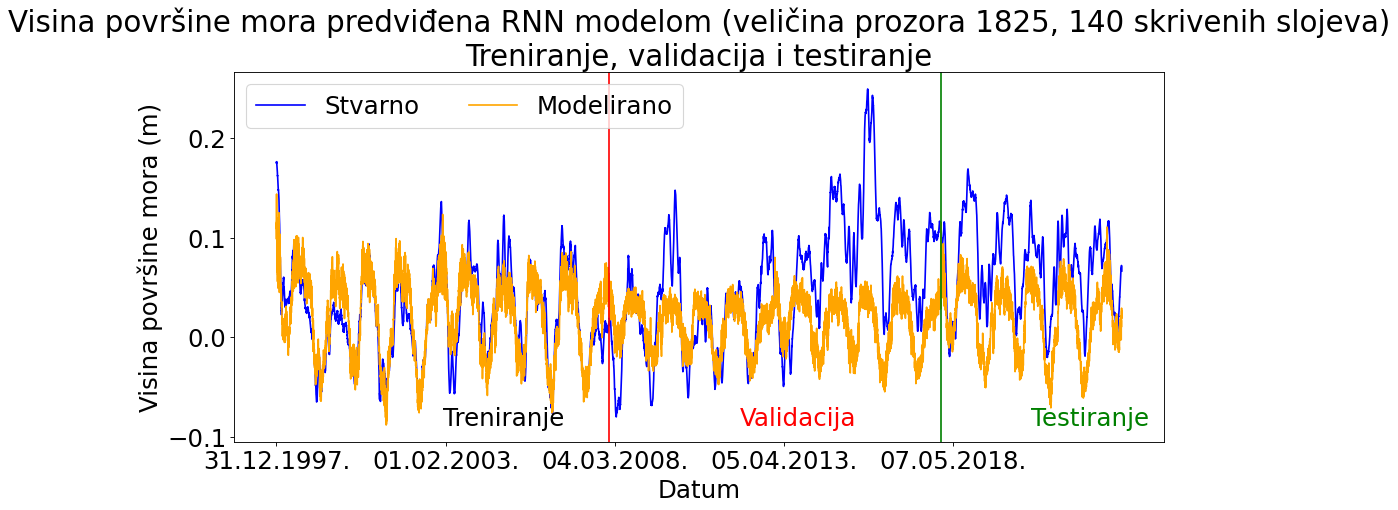 Visina površine mora predviđena RNN modelom (veličina prozora 1825, 140 skrivenih slojeva)
Treniranje, validacija i testiranje
Stvarno
Modelirano
Visina površine mora (m)
0.2
0.1
0.0
−0.1
Treniranje
Validacija
Testiranje
31.12.1997.
01.02.2003.
04.03.2008.
05.04.2013.
07.05.2018.
Datum